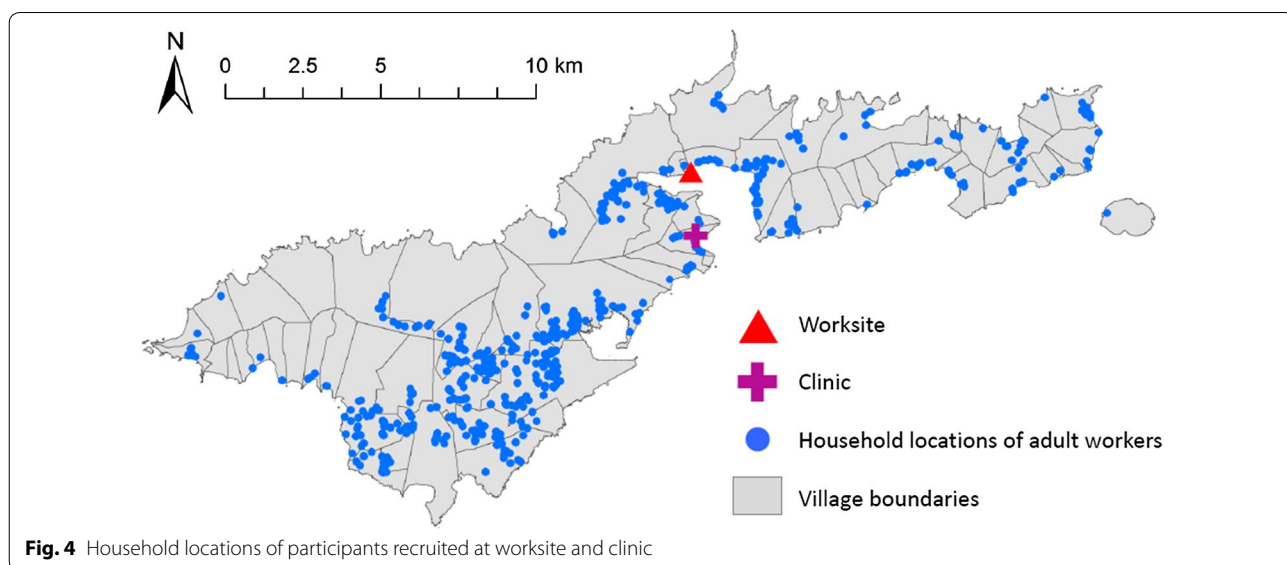 N
0 2.5 5 10 km
Worksite
Clinic
Household locations of adult workers
Village boundaries
Fig. 4 Household locations of participants recruited at worksite and clinic